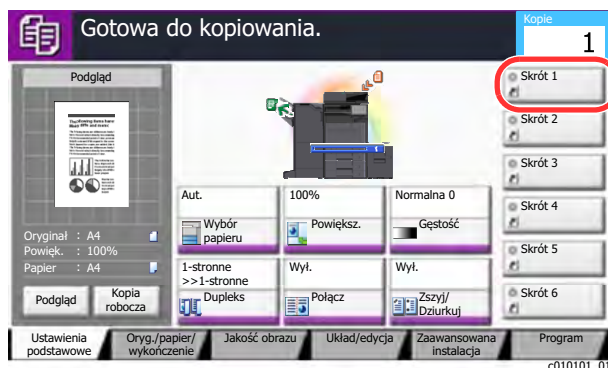 Gotowa do kopiowania.
Kopie
1
Podgląd
Oryginał : A4
Powięk. : 100%
Papier : A4
Podgląd
Kopia
robocza
Aut.
Wybór
papieru
100%
Powiększ.
Normalna 0
Gęstość
1-stronne
>>1-stronne
Dupleks
Wył.
Połącz
Wył.
Zszyj/
Dziurkuj
Skrót 1
Skrót 2
Skrót 3
Skrót 4
Skrót 5
Skrót 6
Ustawienia
podstawowe
Oryg./papier/
wykończenie
Jakość obrazu
Układ/edycja
Zaawansowana
instalacja
Program
c010101_01